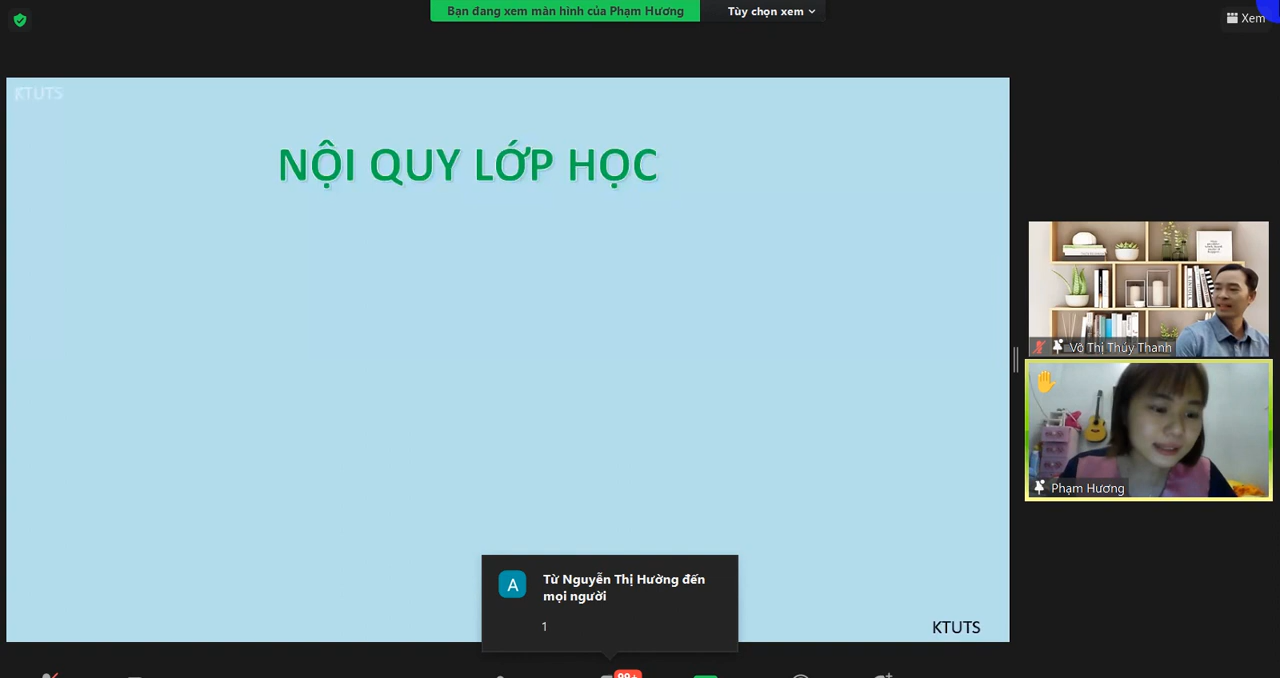 Bạn đang xem màn hình của Phạm Hương
Tùy chọn xem
Xem
KTUTS
NỘI QUY LỚP HỌC
Võ Thị Thúy Thanh
Phạm Hương
A
Từ Nguyễn Thị Hường đến
mọi người
1
KTUTS
99+